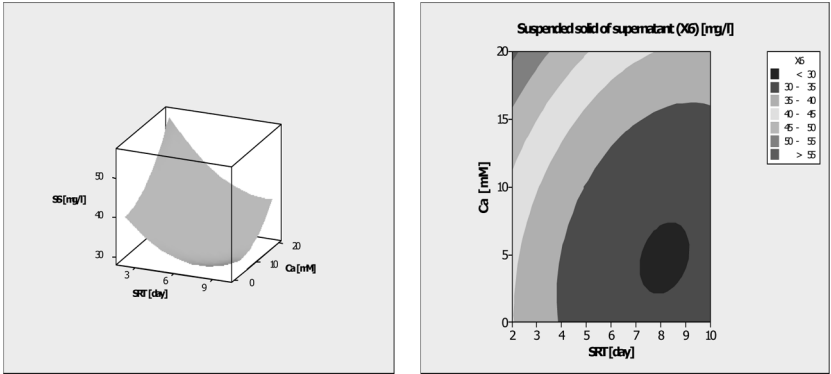 50
40
30
SS [mg/l]
3
6
9
SRT [day]
0
10
20
Ca [mM]
Suspended solid of supernatant (X6) [mg/l]
20
15
10
5
0
Ca [mM]
2 3 4 5 6 7 8 9 10
SRT [day]
X6
< 30
30 - 35
35 - 40
40 - 45
45 - 50
50 - 55
> 55